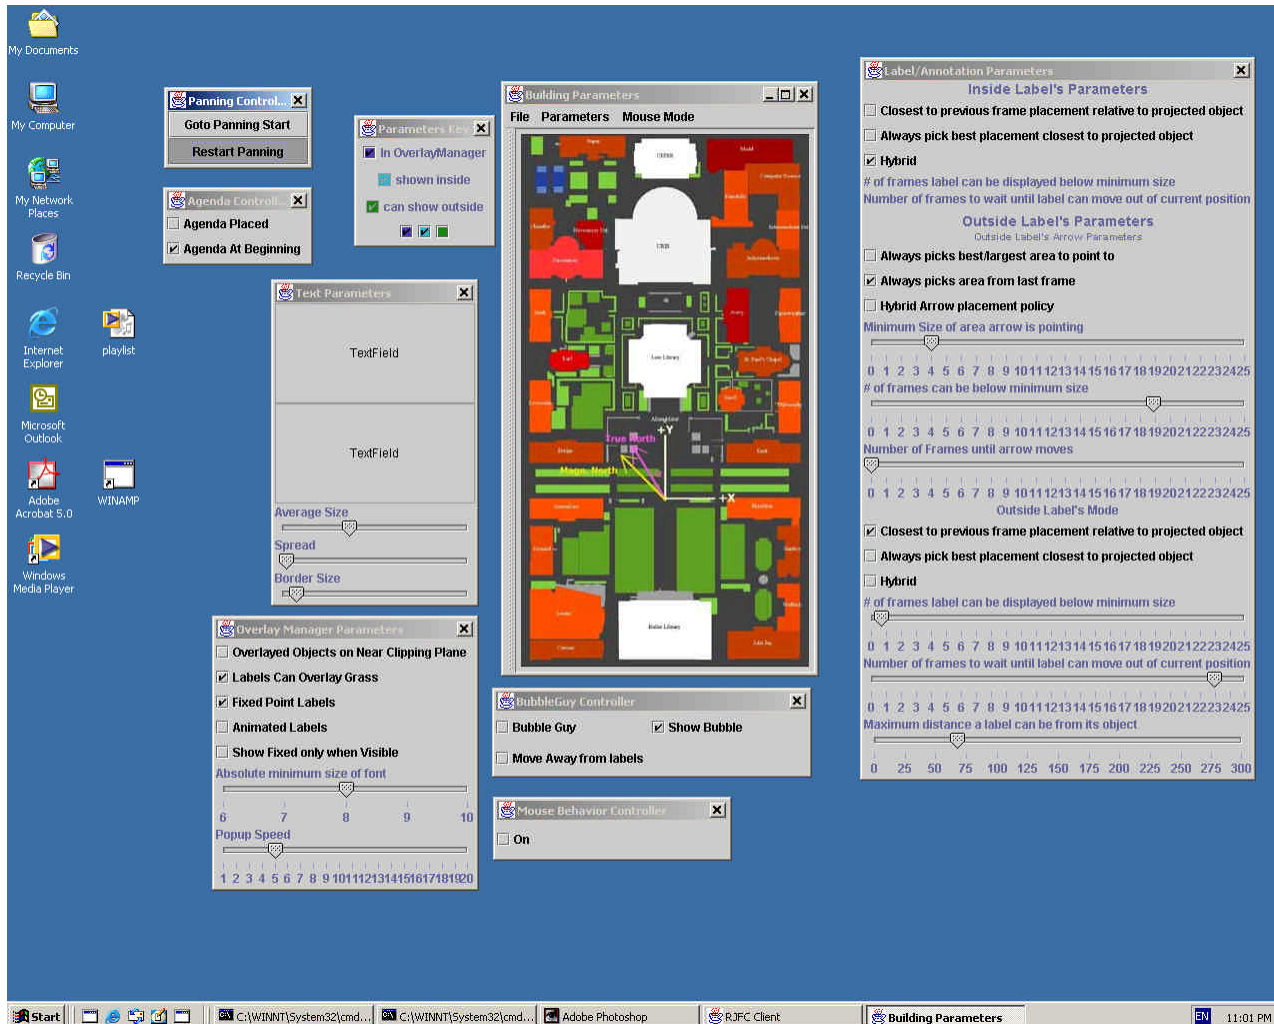 My Documents
My Computer
My Network
Places
Recycle Bin
Internet
Explorer
playlist
Microsoft
Outlook
Adobe
Acrobat 5.0
WINAMP
Windows
Media Player
Panning Control...
Goto Panning Start
Restart Panning
Agenda Controll...
Agenda Placed
Agenda At Beginning
Parameters Key
In OverlayManager
shown inside
can show outside
Text Parameters
TextField
TextField
Average Size
Spread
Border Size
Overlay Manager Parameters
Overlayed Objects on Near Clipping Plane
Labels Can Overlay Grass
Fixed Point Labels
Animated Labels
Show Fixed only when Visible
Absolute minimum size of font
6 7 8 9 10
Popup Speed
1 2 3 4 5 6 7 8 9 10 11 12 13 14 15 16 17 18 19 20
Building Parameters
File Parameters Mouse Mode
Low Library
+Y
True North
Magn. North
+X
Butler Library
BubbleGuy Controller
Bubble Guy Show Bubble
Move Away from labels
Mouse Behavior Controller
On
Label/Annotation Parameters
Inside Label's Parameters
Closest to previous frame placement relative to projected object
Always pick best placement closest to projected object
Hybrid
# of frames label can be displayed below minimum size
Number of frames to wait until label can move out of current position
Outside Label's Parameters
Outside Label's Arrow Parameters
Always picks best/largest area to point to
Always picks area from last frame
Hybrid Arrow placement policy
Minimum Size of area arrow is pointing
0 1 2 3 4 5 6 7 8 9 10 11 12 13 14 15 16 17 18 19 20 21 22 23 24 25
# of frames can be below minimum size
0 1 2 3 4 5 6 7 8 9 10 11 12 13 14 15 16 17 18 19 20 21 22 23 24 25
Number of Frames until arrow moves
0 1 2 3 4 5 6 7 8 9 10 11 12 13 14 15 16 17 18 19 20 21 22 23 24 25
Outside Label's Mode
Closest to previous frame placement relative to projected object
Always pick best placement closest to projected object
Hybrid
# of frames label can be displayed below minimum size
0 1 2 3 4 5 6 7 8 9 10 11 12 13 14 15 16 17 18 19 20 21 22 23 24 25
Number of frames to wait until label can move out of current position
0 1 2 3 4 5 6 7 8 9 10 11 12 13 14 15 16 17 18 19 20 21 22 23 24 25
Maximum distance a label can be from its object
0 25 50 75 100 125 150 175 200 225 250 275 300
Start
C:\WINNT\System32\cmd...
C:\WINNT\System32\cmd...
Adobe Photoshop
RJFC Client
Building Parameters
EN
11:01 PM